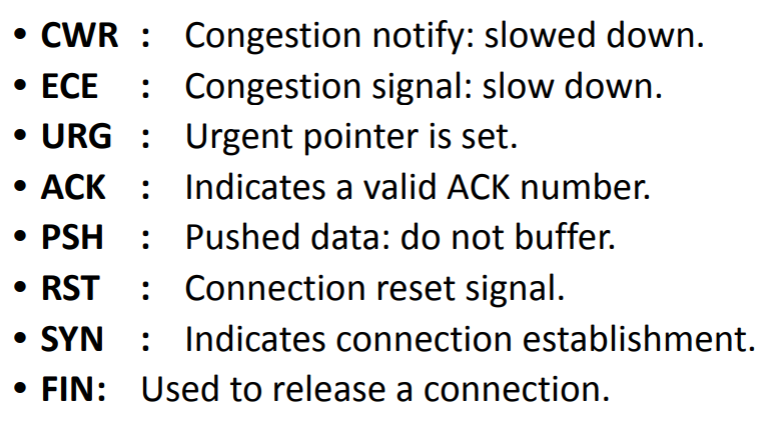 • CWR : Congestion notify: slowed down.
• ECE : Congestion signal: slow down.
• URG : Urgent pointer is set.
• ACK : Indicates a valid ACK number.
• PSH : Pushed data: do not buffer.
• RST : Connection reset signal.
• SYN : Indicates connection establishment.
• FIN: Used to release a connection.